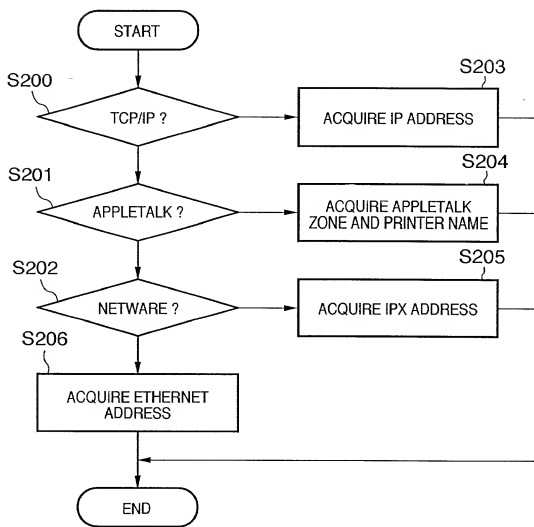 START
S200
TCP/IP ?
S203
ACQUIRE IP ADDRESS
S201
APPLETALK ?
S204
ACQUIRE APPLETALK
ZONE AND PRINTER NAME
S202
NETWARE ?
S205
ACQUIRE IPX ADDRESS
S206
ACQUIRE ETHERNET
ADDRESS
END